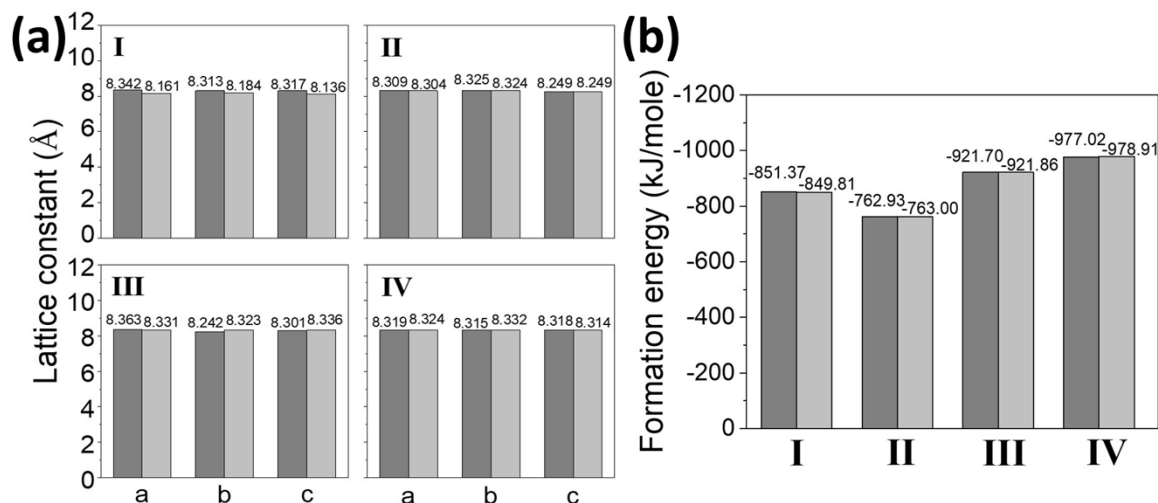 (a)
Lattice constant (Å)
12
10
8
6
4
2
0
I
8.342 8.161 8.313 8.184 8.317 8.136
II
8.309 8.304 8.325 8.324 8.249 8.249
12
10
8
6
4
2
0
III
8.363 8.331 8.242 8.323 8.301 8.336
IV
8.319 8.324 8.315 8.332 8.318 8.314
a b c
a b c
(b)
Formation energy (kJ/mole)
-1200
-1000
-800
-600
-400
-200
0
-851.37
-849.81
-762.93
-763.00
-921.70
-921.86
-977.02
-978.91
I II III IV